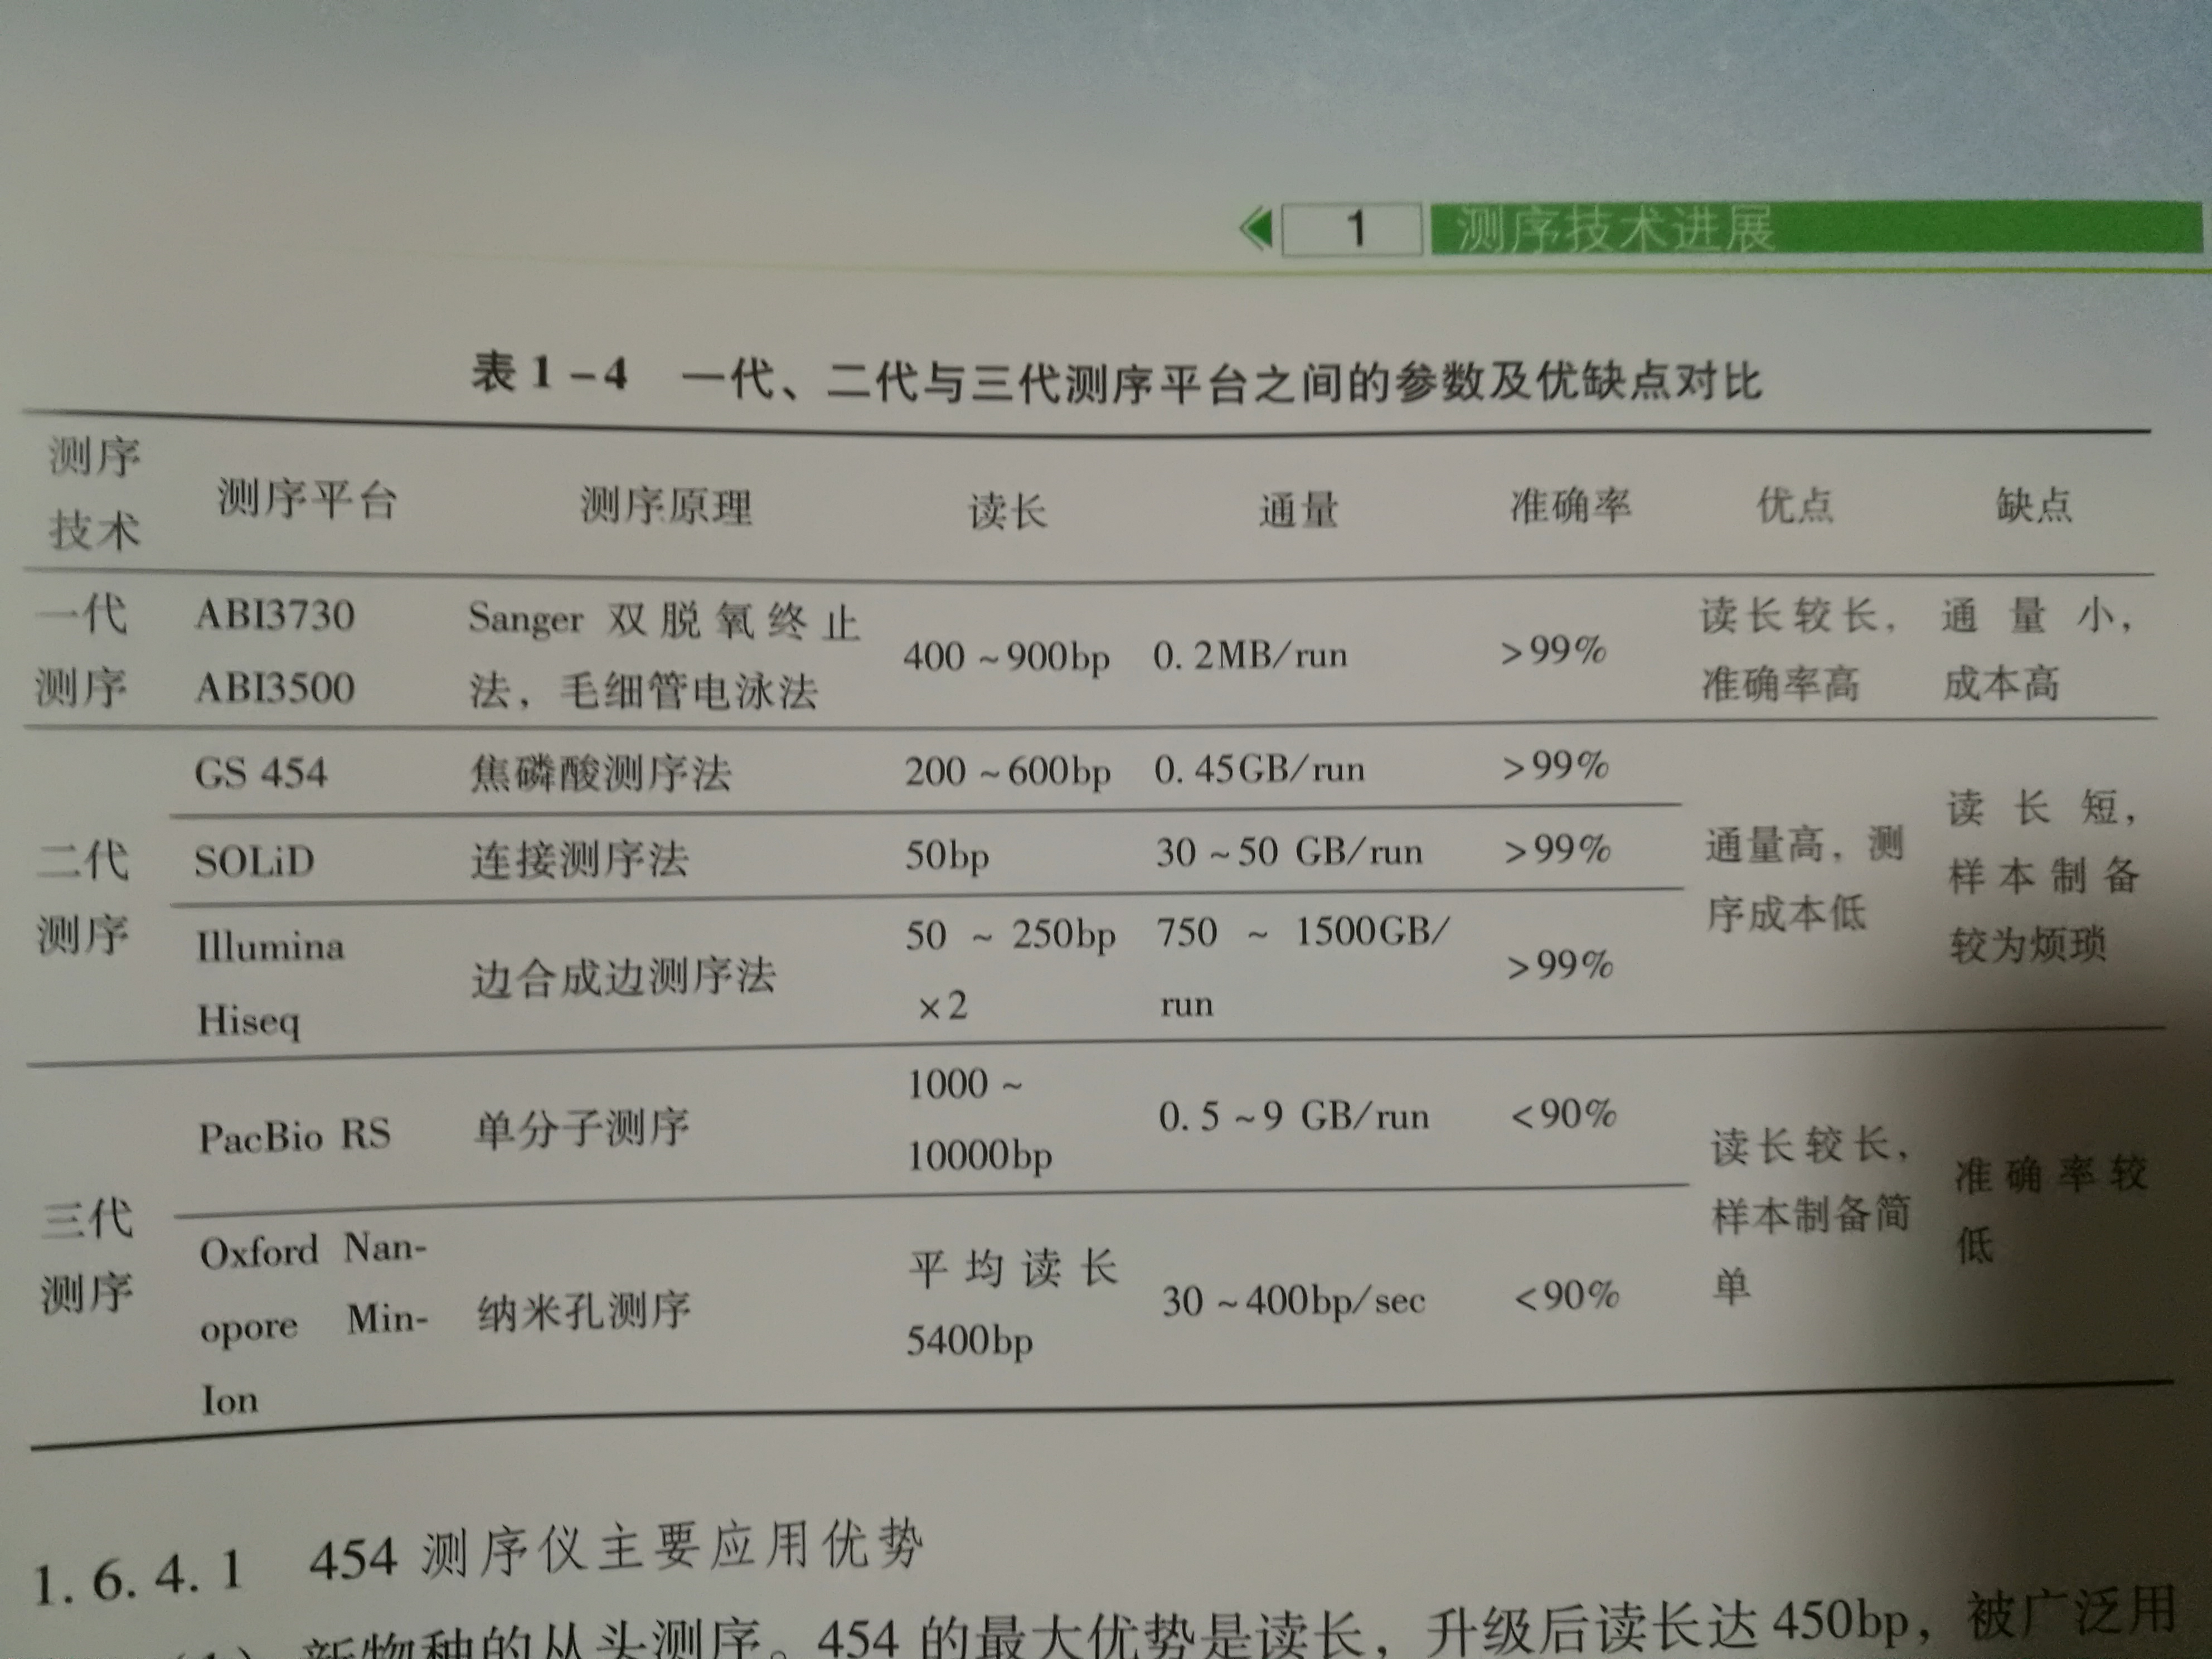 1 测序技术进展
表 1-4 一代、二代与三代测序平台之间的参数及优缺点对比
测序技术 测序平台 测序原理 读长 通量 准确率 优点 缺点
一代 ABI3730 Sanger 双脱氧终止 400~900bp 0.2MB/run >99% 读长较长, 通量小,
测序 ABI3500 法, 毛细管电泳法 准确率高 成本高
GS 454 焦磷酸测序法 200~600bp 0.45GB/run >99%
二代 SOLiD 连接测序法 50bp 30~50 GB/run >99% 通量高, 测 读长短,
测序 序成本低 样本制备
较为烦琐
Illumina 边合成边测序法 50 ~ 250bp 750 ~ 1500GB/ >99%
Hiseq ×2 run
PacBio RS 单分子测序 1000 ~ 0.5~9 GB/run <90%
10000bp
三代 读长较长, 准确率较
测序 样本制备简 低
单
Oxford Nan- 纳米孔测序 平均读长 30~400bp/sec <90%
opore Min- 5400bp
Ion
1.6.4.1 454 测序仪主要应用优势
(1) 新物种的从头测序。454 的最大优势是读长, 升级后读长达 450bp, 被广泛用